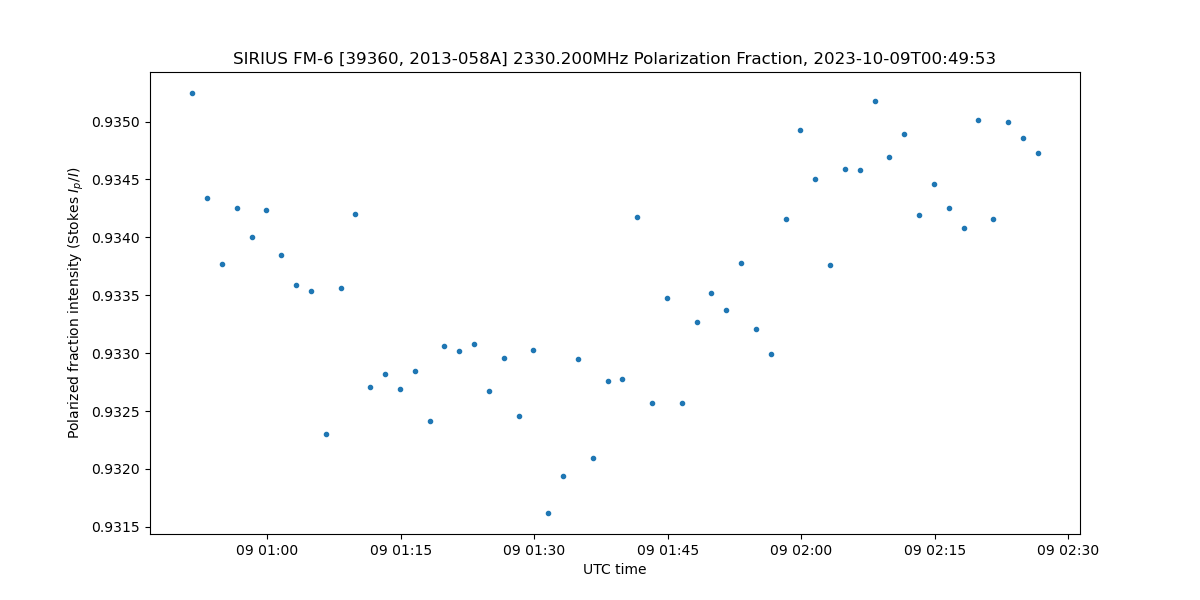 SIRIUS FM-6 [39360, 2013-058A] 2330.200MHz Polarization Fraction, 2023-10-09T00:49:53
Polarized fraction intensity (Stokes I_p/I)
0.9350
0.9345
0.9340
0.9335
0.9330
0.9325
0.9320
0.9315
09 01:00 09 01:15 09 01:30 09 01:45 09 02:00 09 02:15 09 02:30
UTC time